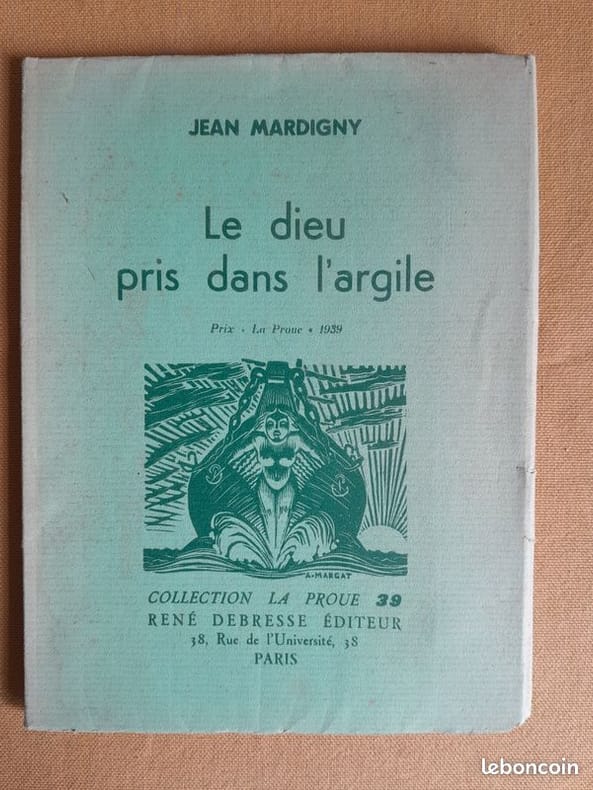 JEAN MARDIGNY
Le dieu
pris dans l'argile
Prix « La Proue » 1939
A·MARGAT
COLLECTION LA PROUE 39
RENÉ DEBRESSE ÉDITEUR
38, Rue de l'Université, 38
PARIS
leboncoin